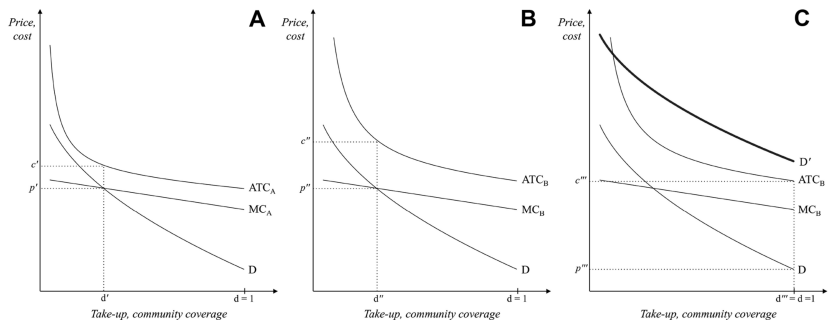 A
Price,
cost
c′
p′
ATC_A
MC_A
D
d′
d = 1
Take-up, community coverage
B
Price,
cost
c″
p″
ATC_B
MC_B
D
d″
d = 1
Take-up, community coverage
C
Price,
cost
D′
c‴
ATC_B
MC_B
p‴
D
d‴ = d =1
Take-up, community coverage